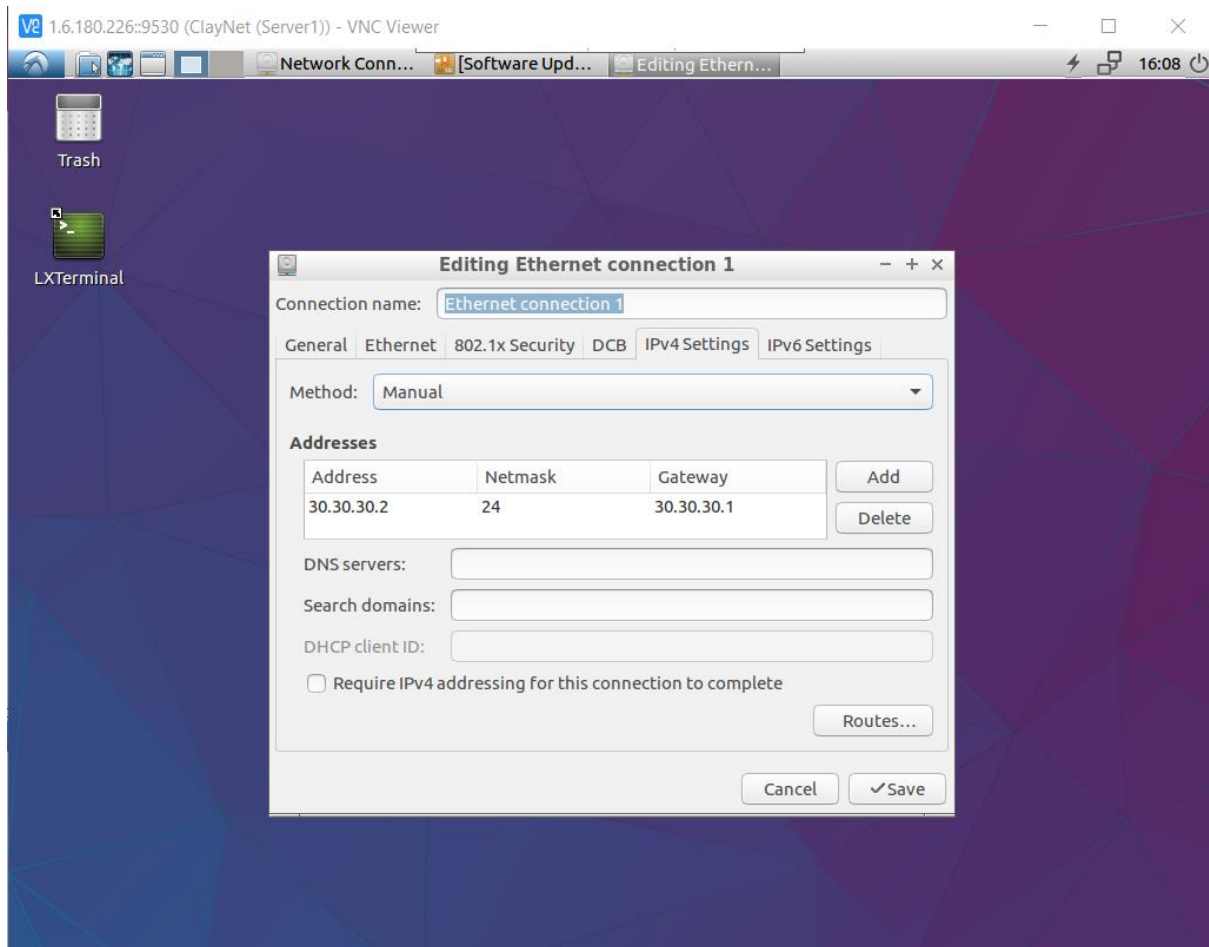 V2 1.6.180.226::9530 (ClayNet (Server1)) - VNC Viewer
Network Conn... [Software Upd... Editing Ethern... 16:08
Trash
LXTerminal
Editing Ethernet connection 1
Connection name: Ethernet connection 1
General Ethernet 802.1x Security DCB IPv4 Settings IPv6 Settings
Method: Manual
Addresses
Address Netmask Gateway Add
30.30.30.2 24 30.30.30.1
Delete
DNS servers:
Search domains:
DHCP client ID:
Require IPv4 addressing for this connection to complete
Routes...
Cancel Save